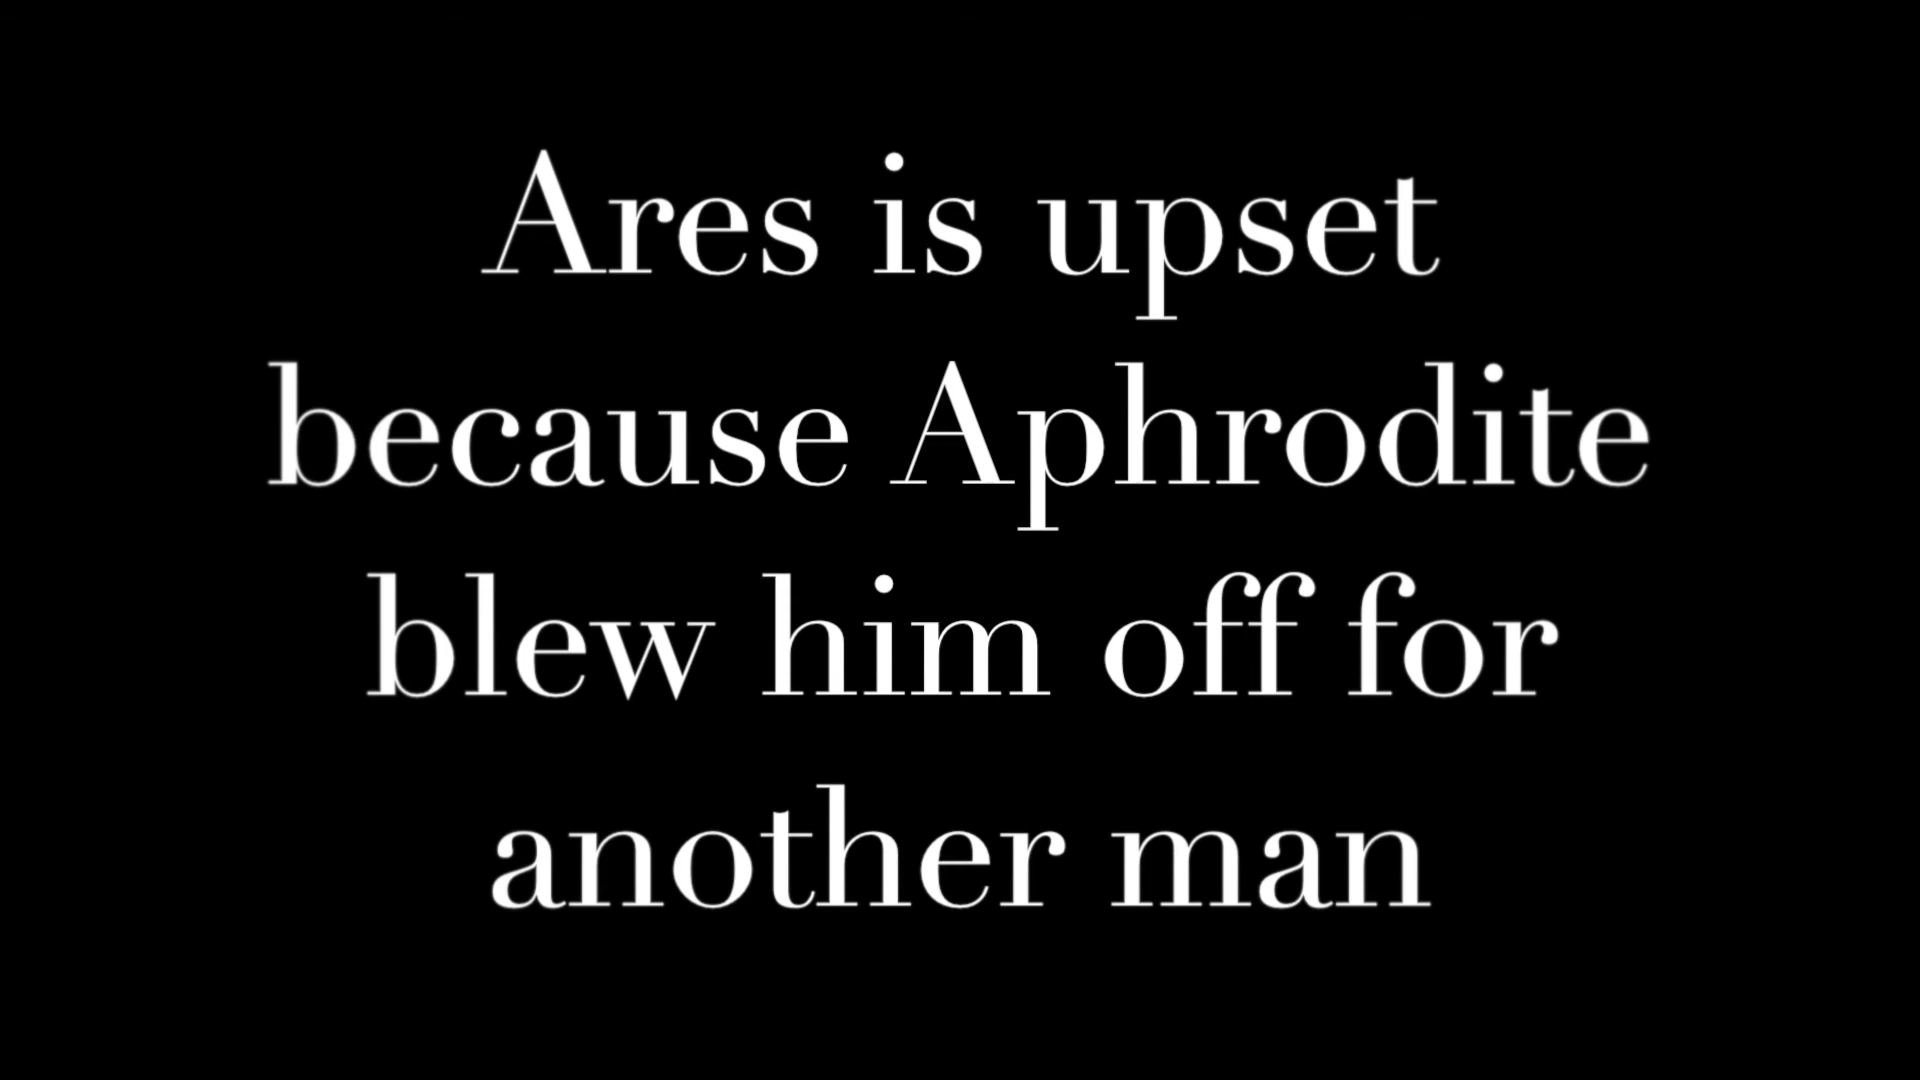 Ares is upset
because Aphrodite
blew him off for
another man